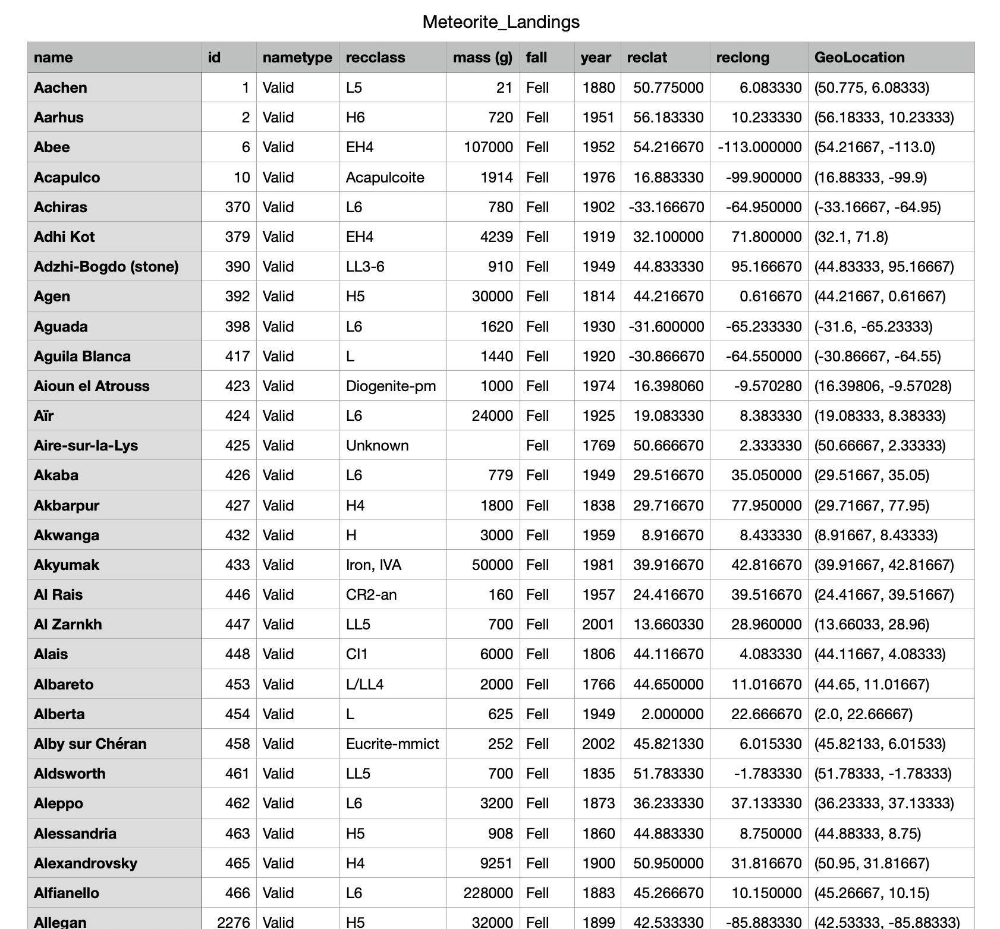 Meteorite_Landings
name id nametype recclass mass (g) fall year reclat reclong GeoLocation
Aachen 1 Valid L5 21 Fell 1880 50.775000 6.083330 (50.775, 6.08333)
Aarhus 2 Valid H6 720 Fell 1951 56.183330 10.233330 (56.18333, 10.23333)
Abee 6 Valid EH4 107000 Fell 1952 54.216670 -113.000000 (54.21667, -113.0)
Acapulco 10 Valid Acapulcoite 1914 Fell 1976 16.883330 -99.900000 (16.88333, -99.9)
Achiras 370 Valid L6 780 Fell 1902 -33.166670 -64.950000 (-33.16667, -64.95)
Adhi Kot 379 Valid EH4 4239 Fell 1919 32.100000 71.800000 (32.1, 71.8)
Adzhi-Bogdo (stone) 390 Valid LL3-6 910 Fell 1949 44.833330 95.166670 (44.83333, 95.16667)
Agen 392 Valid H5 30000 Fell 1814 44.216670 0.616670 (44.21667, 0.61667)
Aguada 398 Valid L6 1620 Fell 1930 -31.600000 -65.233330 (-31.6, -65.23333)
Aguila Blanca 417 Valid L 1440 Fell 1920 -30.866670 -64.550000 (-30.86667, -64.55)
Aioun el Atrouss 423 Valid Diogenite-pm 1000 Fell 1974 16.398060 -9.570280 (16.39806, -9.57028)
Aïr 424 Valid L6 24000 Fell 1925 19.083330 8.383330 (19.08333, 8.38333)
Aire-sur-la-Lys 425 Valid Unknown Fell 1769 50.666670 2.333330 (50.66667, 2.33333)
Akaba 426 Valid L6 779 Fell 1949 29.516670 35.050000 (29.51667, 35.05)
Akbarpur 427 Valid H4 1800 Fell 1838 29.716670 77.950000 (29.71667, 77.95)
Akwanga 432 Valid H 3000 Fell 1959 8.916670 8.433330 (8.91667, 8.43333)
Akyumak 433 Valid Iron, IVA 50000 Fell 1981 39.916670 42.816670 (39.91667, 42.81667)
Al Rais 446 Valid CR2-an 160 Fell 1957 24.416670 39.516670 (24.41667, 39.51667)
Al Zarnkh 447 Valid LL5 700 Fell 2001 13.660330 28.960000 (13.66033, 28.96)
Alais 448 Valid CI1 6000 Fell 1806 44.116670 4.083330 (44.11667, 4.08333)
Albareto 453 Valid L/LL4 2000 Fell 1766 44.650000 11.016670 (44.65, 11.01667)
Alberta 454 Valid L 625 Fell 1949 2.000000 22.666670 (2.0, 22.66667)
Alby sur Chéran 458 Valid Eucrite-mmict 252 Fell 2002 45.821330 6.015330 (45.82133, 6.01533)
Aldsworth 461 Valid LL5 700 Fell 1835 51.783330 -1.783330 (51.78333, -1.78333)
Aleppo 462 Valid L6 3200 Fell 1873 36.233330 37.133330 (36.23333, 37.13333)
Alessandria 463 Valid H5 908 Fell 1860 44.883330 8.750000 (44.88333, 8.75)
Alexandrovsky 465 Valid H4 9251 Fell 1900 50.950000 31.816670 (50.95, 31.81667)
Alfianello 466 Valid L6 228000 Fell 1883 45.266670 10.150000 (45.26667, 10.15)
Allegan 2276 Valid H5 32000 Fell 1899 42.533330 -85.883330 (42.53333, -85.88333)